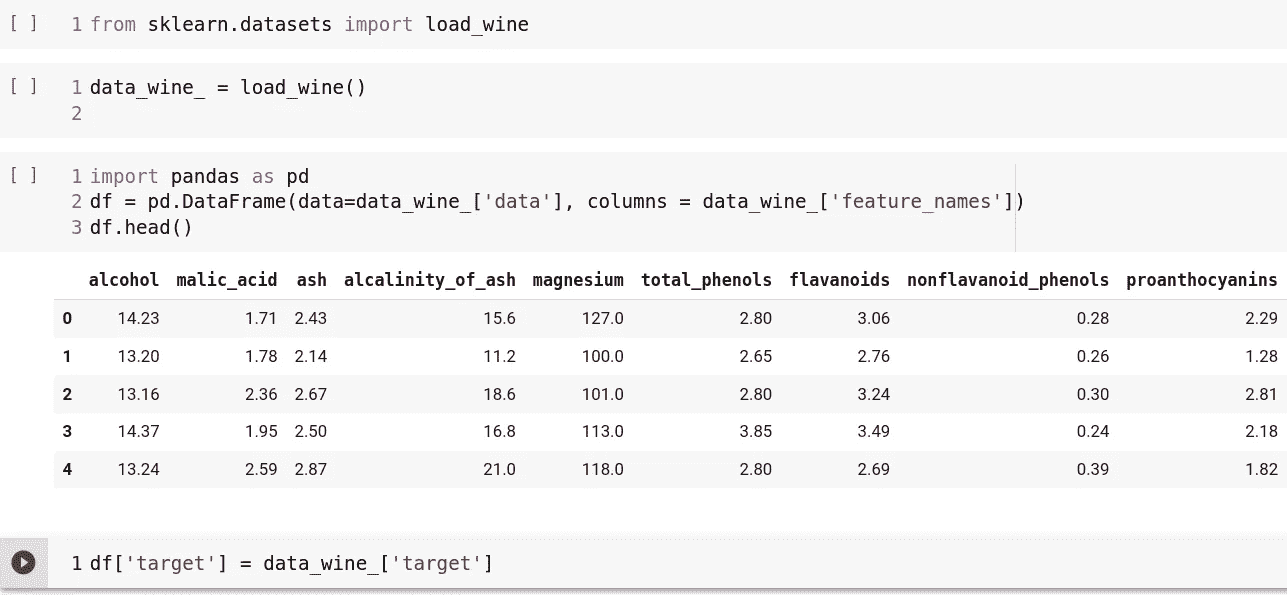 [ ] 1 from sklearn.datasets import load_wine
[ ] 1 data_wine_ = load_wine()
2
[ ] 1 import pandas as pd
2 df = pd.DataFrame(data=data_wine_['data'], columns = data_wine_['feature_names'])
3 df.head()
alcohol malic_acid ash alcalinity_of_ash magnesium total_phenols flavanoids nonflavanoid_phenols proanthocyanins
0 14.23 1.71 2.43 15.6 127.0 2.80 3.06 0.28 2.29
1 13.20 1.78 2.14 11.2 100.0 2.65 2.76 0.26 1.28
2 13.16 2.36 2.67 18.6 101.0 2.80 3.24 0.30 2.81
3 14.37 1.95 2.50 16.8 113.0 3.85 3.49 0.24 2.18
4 13.24 2.59 2.87 21.0 118.0 2.80 2.69 0.39 1.82
1 df['target'] = data_wine_['target']